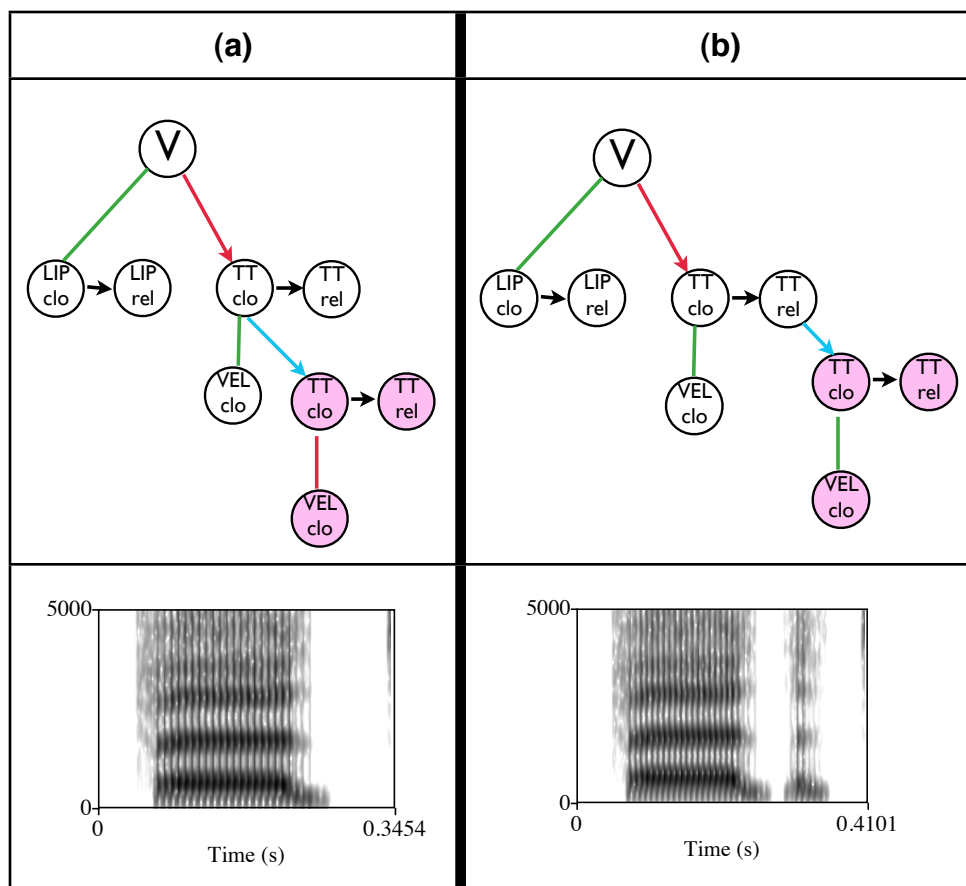 (a)
(b)
V
LIP
clo
LIP
rel
TT
clo
TT
rel
VEL
clo
TT
clo
TT
rel
VEL
clo
V
LIP
clo
LIP
rel
TT
clo
TT
rel
VEL
clo
TT
clo
TT
rel
VEL
clo
5000
0
0
0.3454
Time (s)
5000
0
0
0.4101
Time (s)